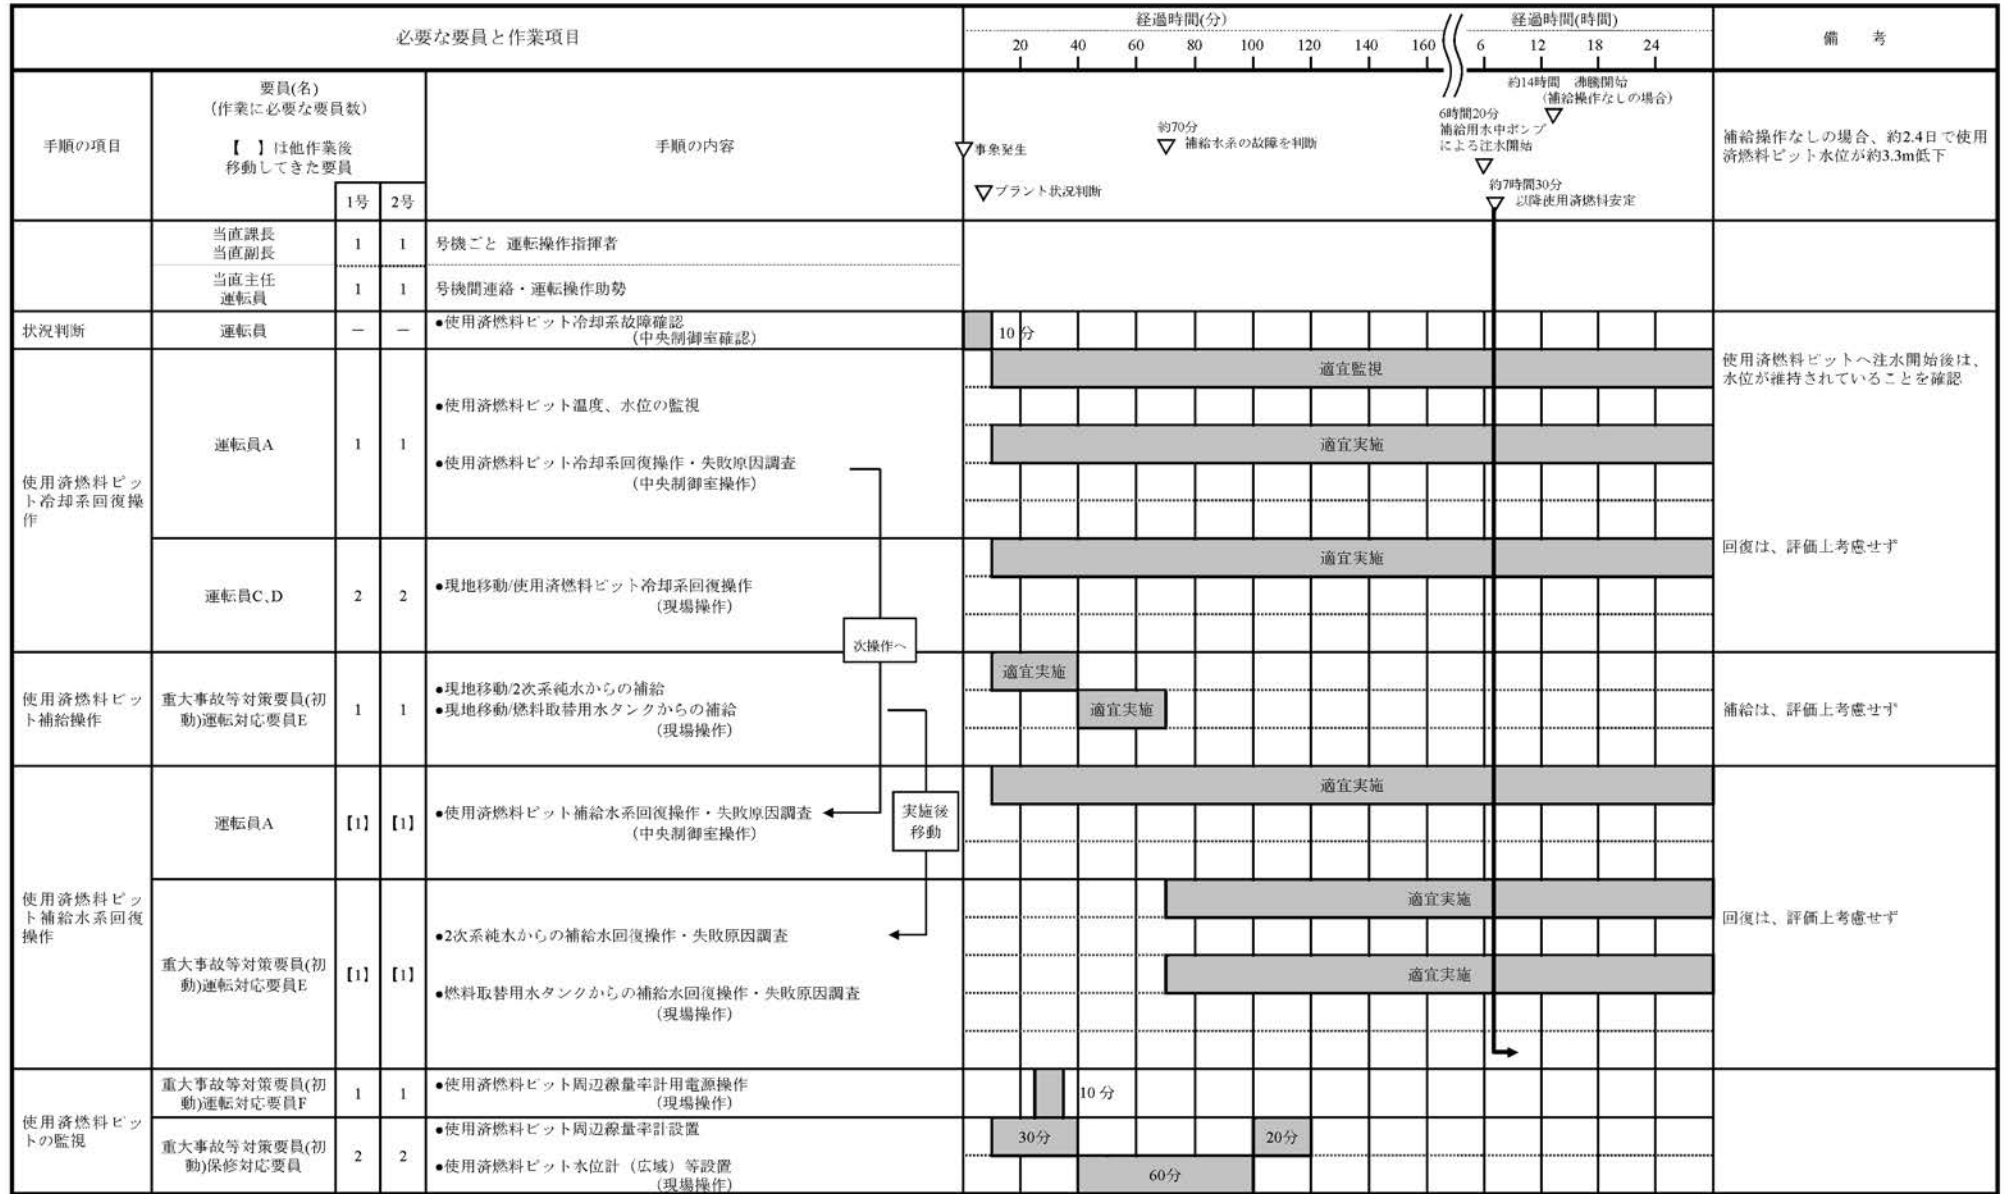 必要な要員と作業項目
経過時間(分)
経過時間(時間)
備　考
20 40 60 80 100 120 140 160 6 12 18 24
手順の項目
要員(名)
(作業に必要な要員数)
【　】は他作業後
移動してきた要員
1号 2号
手順の内容
事象発生
プラント状況判断
約70分
補給水系の故障を判断
約14時間　沸騰開始
(補給操作なしの場合)
6時間20分
補給用水中ポンプ
による注水開始
約7時間30分
以降使用済燃料安定
補給操作なしの場合、約2.4日で使用
済燃料ピット水位が約3.3m低下
当直課長
当直副長
1 1 号機ごと 運転操作指揮者
当直主任
運転員
1 1 号機間連絡・運転操作助勢
状況判断 運転員 － －
●使用済燃料ピット冷却系故障確認
(中央制御室確認)
10 分
使用済燃料ピッ
ト冷却系回復操
作
運転員A 1 1
●使用済燃料ピット温度、水位の監視
適宜監視
使用済燃料ピットへ注水開始後は、
水位が維持されていることを確認
●使用済燃料ピット冷却系回復操作・失敗原因調査
(中央制御室操作)
適宜実施
運転員C、D 2 2
●現地移動/使用済燃料ピット冷却系回復操作
(現場操作)
適宜実施
回復は、評価上考慮せず
次操作へ
使用済燃料ピッ
ト補給操作
重大事故等対策要員(初
動)運転対応要員E
1 1
●現地移動/2次系純水からの補給
●現地移動/燃料取替用水タンクからの補給
(現場操作)
適宜実施
適宜実施
補給は、評価上考慮せず
使用済燃料ピッ
ト補給水系回復
操作
運転員A 【1】 【1】
●使用済燃料ピット補給水系回復操作・失敗原因調査
(中央制御室操作)
実施後
移動
適宜実施
重大事故等対策要員(初
動)運転対応要員E
【1】 【1】
●2次系純水からの補給水回復操作・失敗原因調査
適宜実施
回復は、評価上考慮せず
●燃料取替用水タンクからの補給水回復操作・失敗原因調査
(現場操作)
適宜実施
使用済燃料ピッ
トの監視
重大事故等対策要員(初
動)運転対応要員F
1 1
●使用済燃料ピット周辺線量率計用電源操作
(現場操作)
10 分
重大事故等対策要員(初
動)保修対応要員
2 2
●使用済燃料ピット周辺線量率計設置
30分 20分
●使用済燃料ピット水位計（広域）等設置
(現場操作)
60分